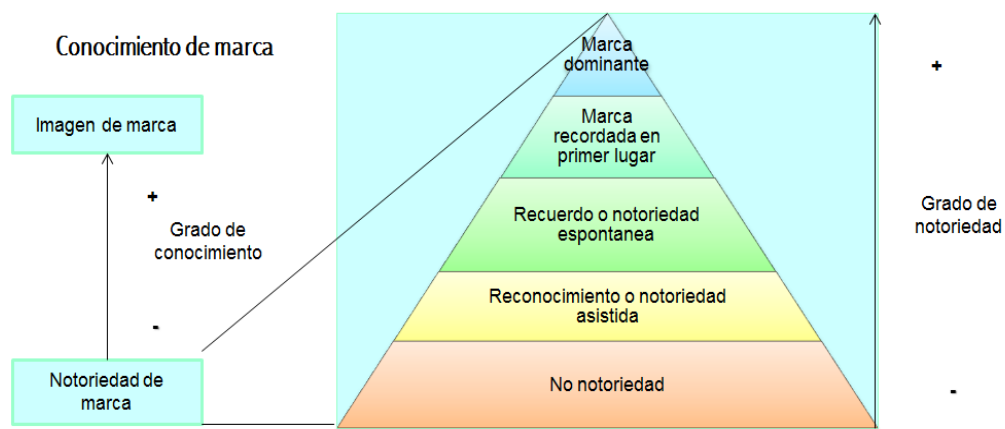 Conocimiento de marca
Imagen de marca
+
Grado de
conocimiento
-
Notoriedad de
marca
Marca
dominante
Marca
recordada en
primer lugar
Recuerdo o notoriedad
espontanea
Reconocimiento o notoriedad
asistida
No notoriedad
+
Grado de
notoriedad
-